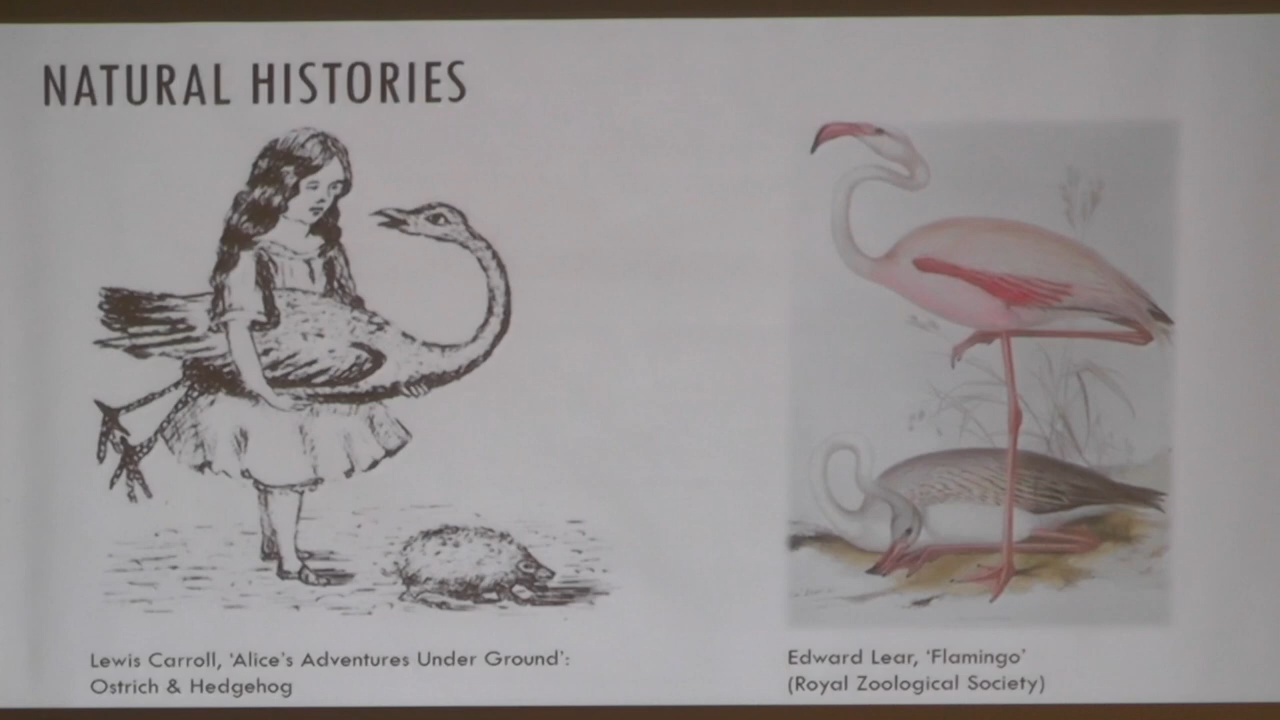 NATURAL HISTORIES
Lewis Carroll, 'Alice's Adventures Under Ground':
Ostrich & Hedgehog
Edward Lear, 'Flamingo'
(Royal Zoological Society)